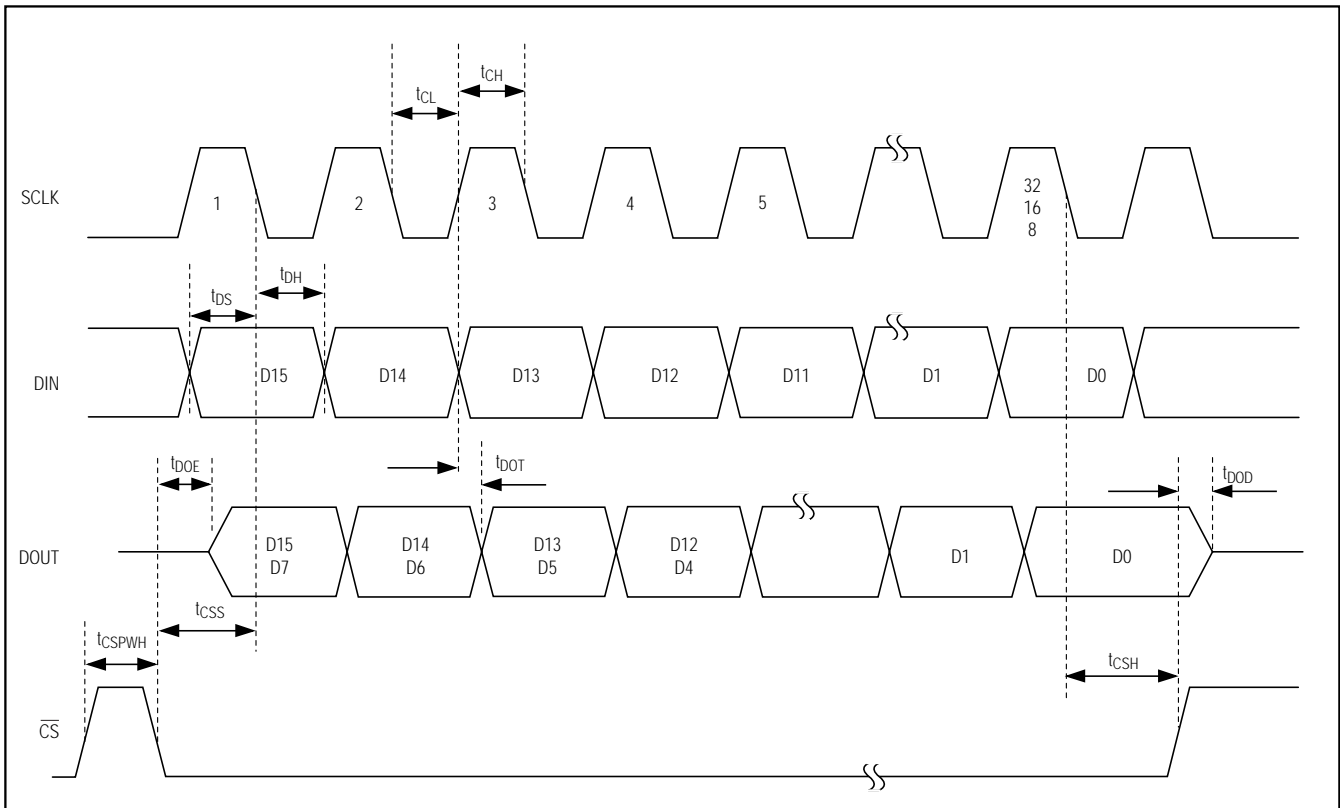 tCL
tCH
SCLK
1
2
3
4
5
32
16
8
tDS
tDH
DIN
D15
D14
D13
D12
D11
D1
D0
tDOE
tDOT
tDOD
DOUT
D15
D7
D14
D6
D13
D5
D12
D4
D1
D0
tCSS
tCSPWH
tCSH
C̅S̅